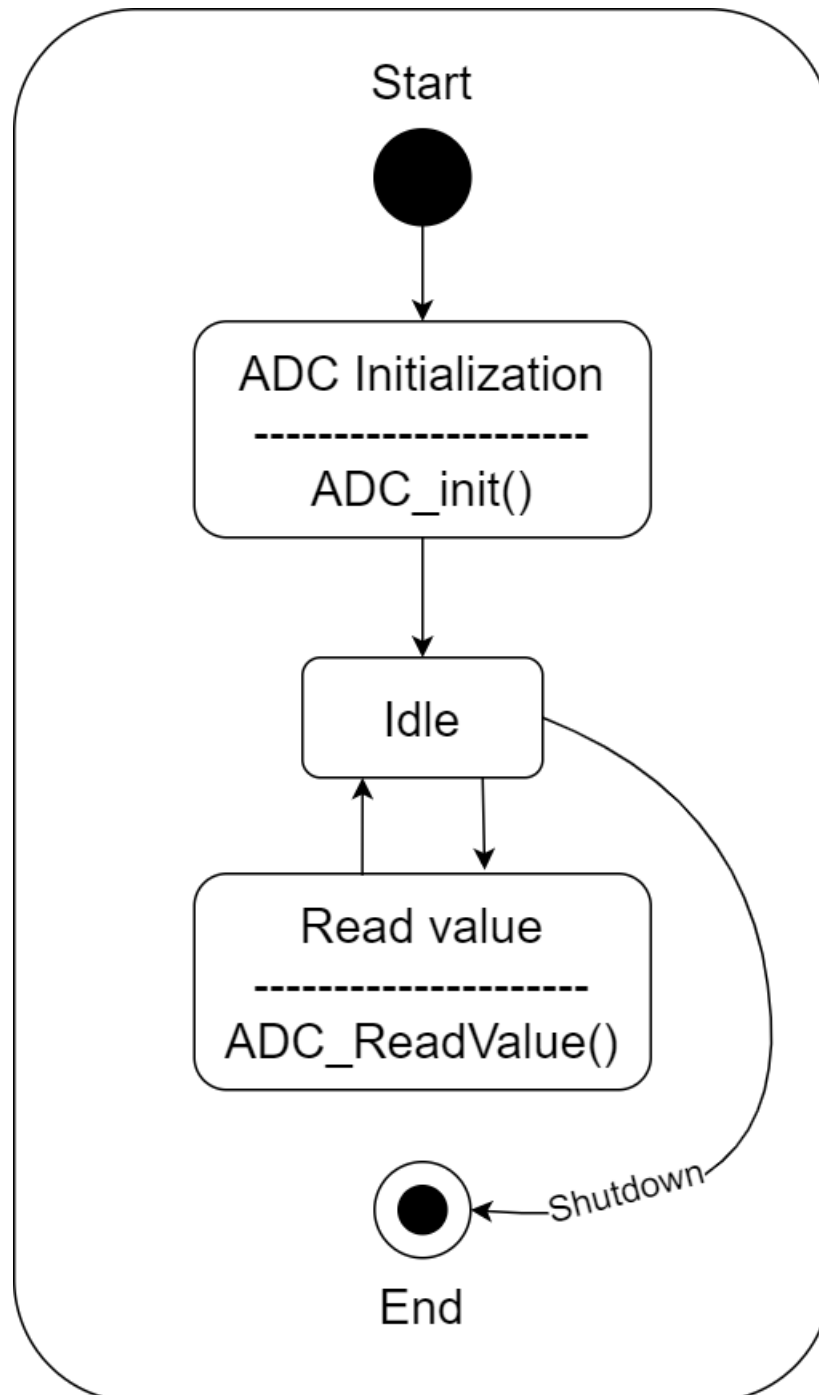 Start
ADC Initialization
---------------------
ADC_init()
Idle
Read value
---------------------
ADC_ReadValue()
Shutdown
End